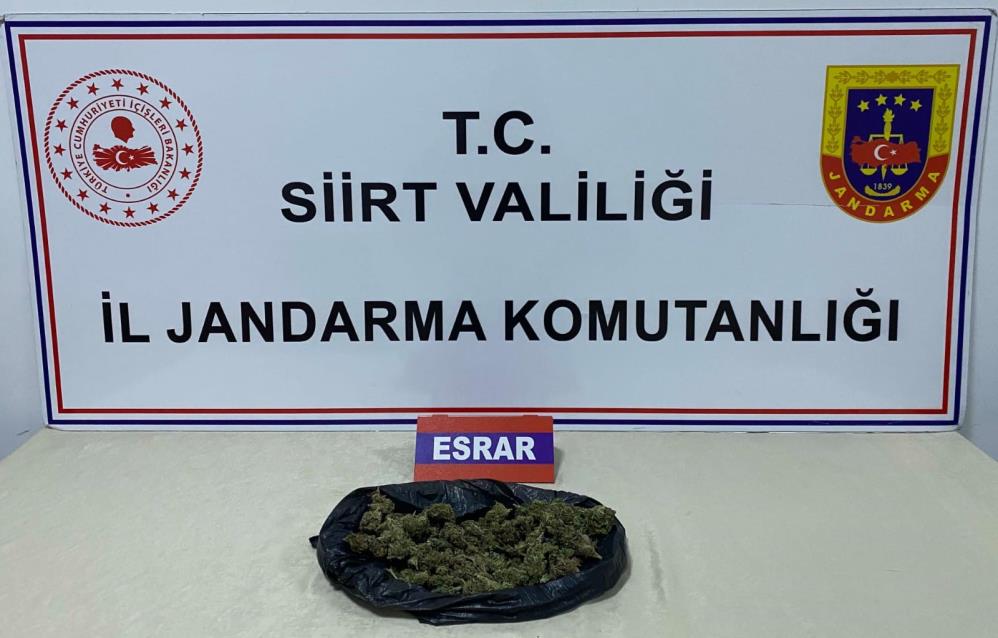 T.C.
SİİRT VALİLİĞİ
İL JANDARMA KOMUTANLIĞI
TÜRKİYE CUMHURİYETİ İÇİŞLERİ BAKANLIĞI
1839
JANDARMA
ESRAR